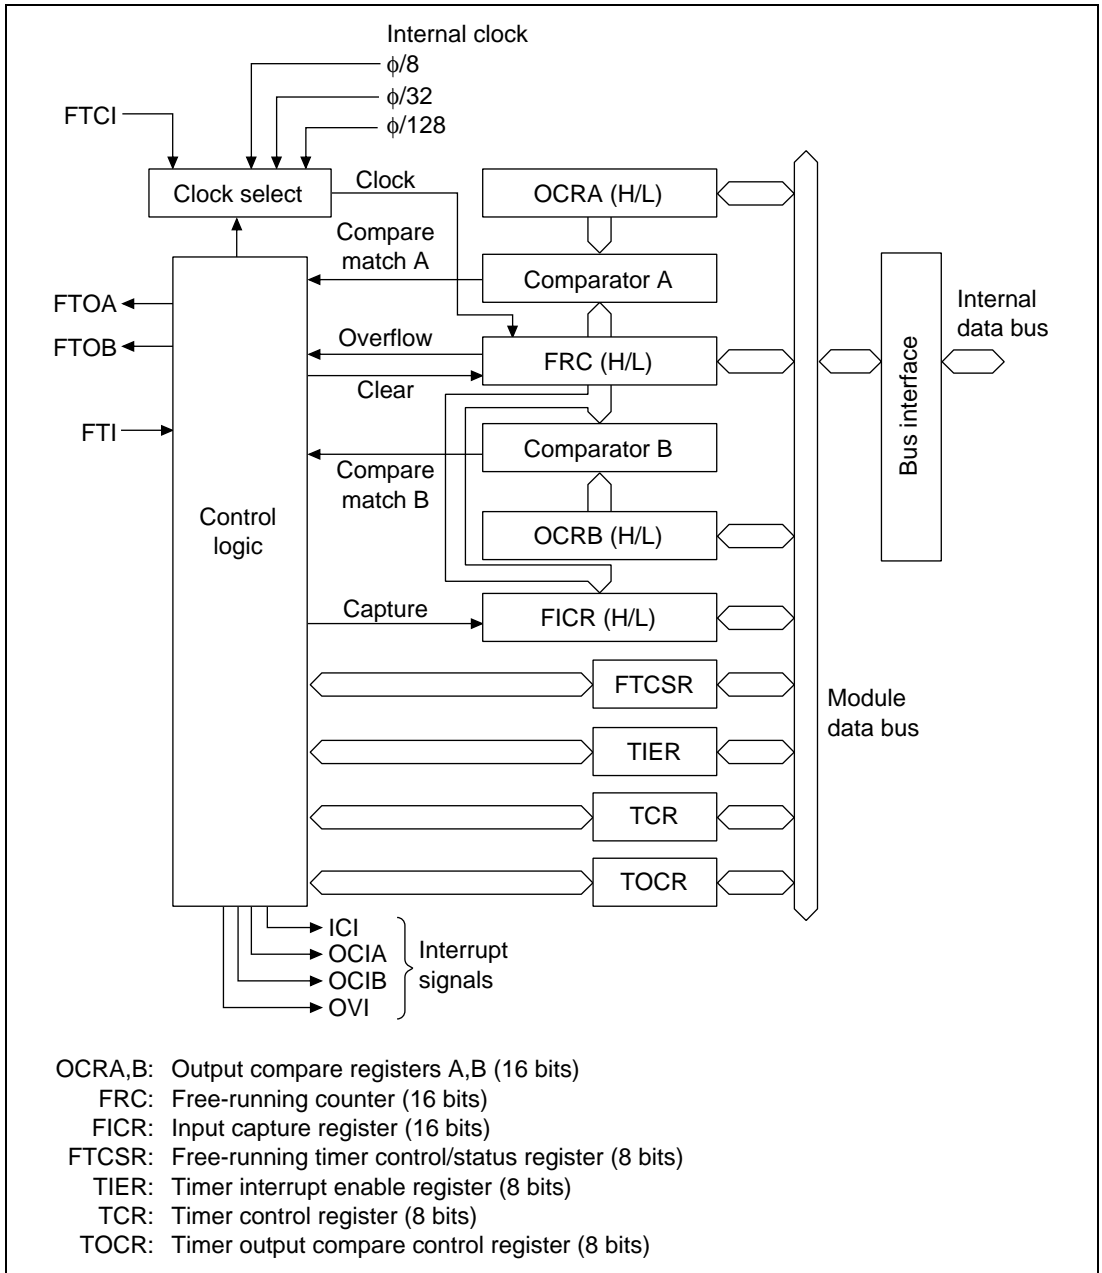 Internal clock
ϕ/8
ϕ/32
ϕ/128
FTCI
Clock select
Clock
OCRA (H/L)
Compare
match A
Comparator A
FTOA
FTOB
Overflow
FRC (H/L)
Clear
Internal
data bus
Bus interface
FTI
Comparator B
Compare
match B
Control
logic
OCRB (H/L)
Capture
FICR (H/L)
FTCSR
Module
data bus
TIER
TCR
TOCR
ICI
OCIA
OCIB
OVI
Interrupt
signals
OCRA,B: Output compare registers A,B (16 bits)
FRC: Free-running counter (16 bits)
FICR: Input capture register (16 bits)
FTCSR: Free-running timer control/status register (8 bits)
TIER: Timer interrupt enable register (8 bits)
TCR: Timer control register (8 bits)
TOCR: Timer output compare control register (8 bits)